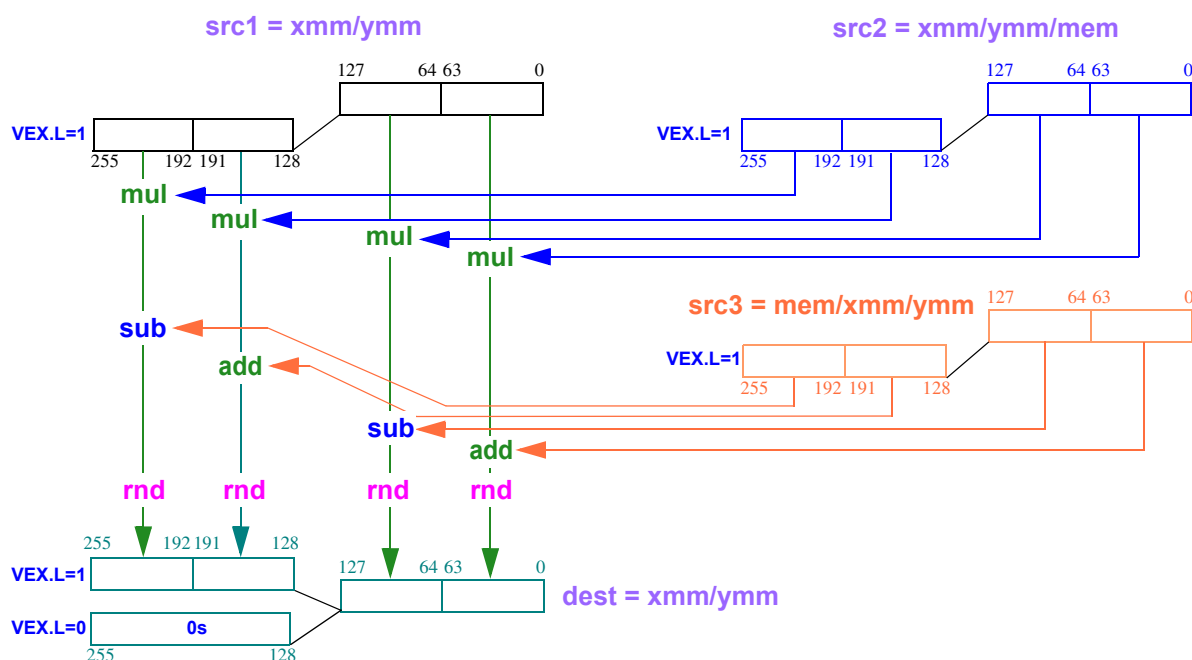 src1 = xmm/ymm
src2 = xmm/ymm/mem
127 64 63 0
127 64 63 0
VEX.L=1
VEX.L=1
255 192 191 128
255 192 191 128
mul
mul
mul
mul
src3 = mem/xmm/ymm
127 64 63 0
sub
add
VEX.L=1
255 192 191 128
sub
add
rnd rnd rnd rnd
255 192 191 128
127 64 63 0
VEX.L=1
dest = xmm/ymm
VEX.L=0
0s
255 128